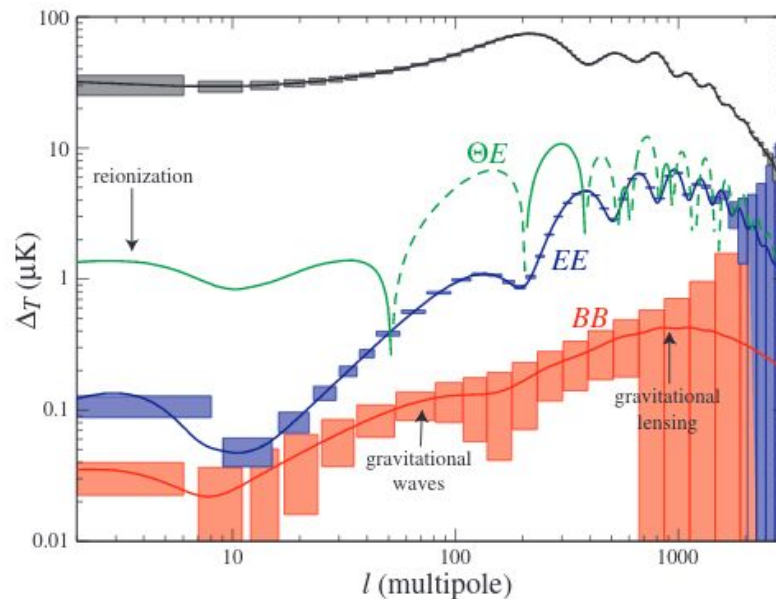 100
10
1
0.1
0.01
Δ_T (μK)
reionization
ΘE
EE
BB
gravitational
waves
gravitational
lensing
10
100
1000
l (multipole)